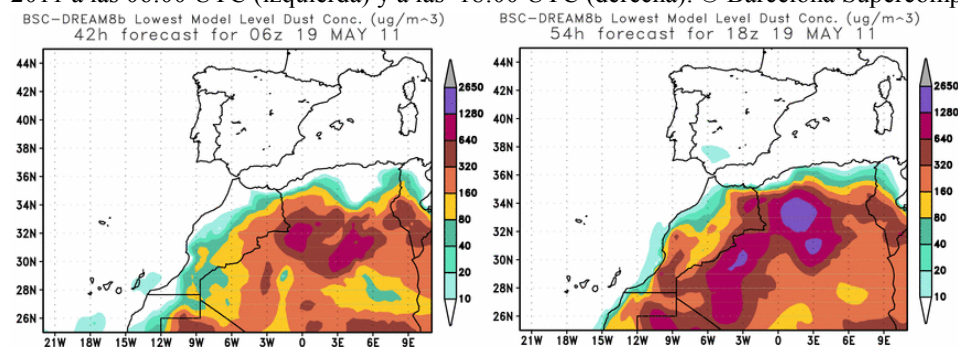 2011 a las 06:00 UTC (izquierda) y a las 18:00 UTC (derecha). © Barcelona Supercomp
BSC-DREAM8b Lowest Model Level Dust Conc. (ug/m^3)
42h forecast for 06z 19 MAY 11
44N
42N
40N
38N
36N
34N
32N
30N
28N
26N
21W 18W 15W 12W 9W 6W 3W 0 3E 6E 9E
2650
1280
640
320
160
80
40
20
10
BSC-DREAM8b Lowest Model Level Dust Conc. (ug/m^3)
54h forecast for 18z 19 MAY 11
44N
42N
40N
38N
36N
34N
32N
30N
28N
26N
21W 18W 15W 12W 9W 6W 3W 0 3E 6E 9E
2650
1280
640
320
160
80
40
20
10